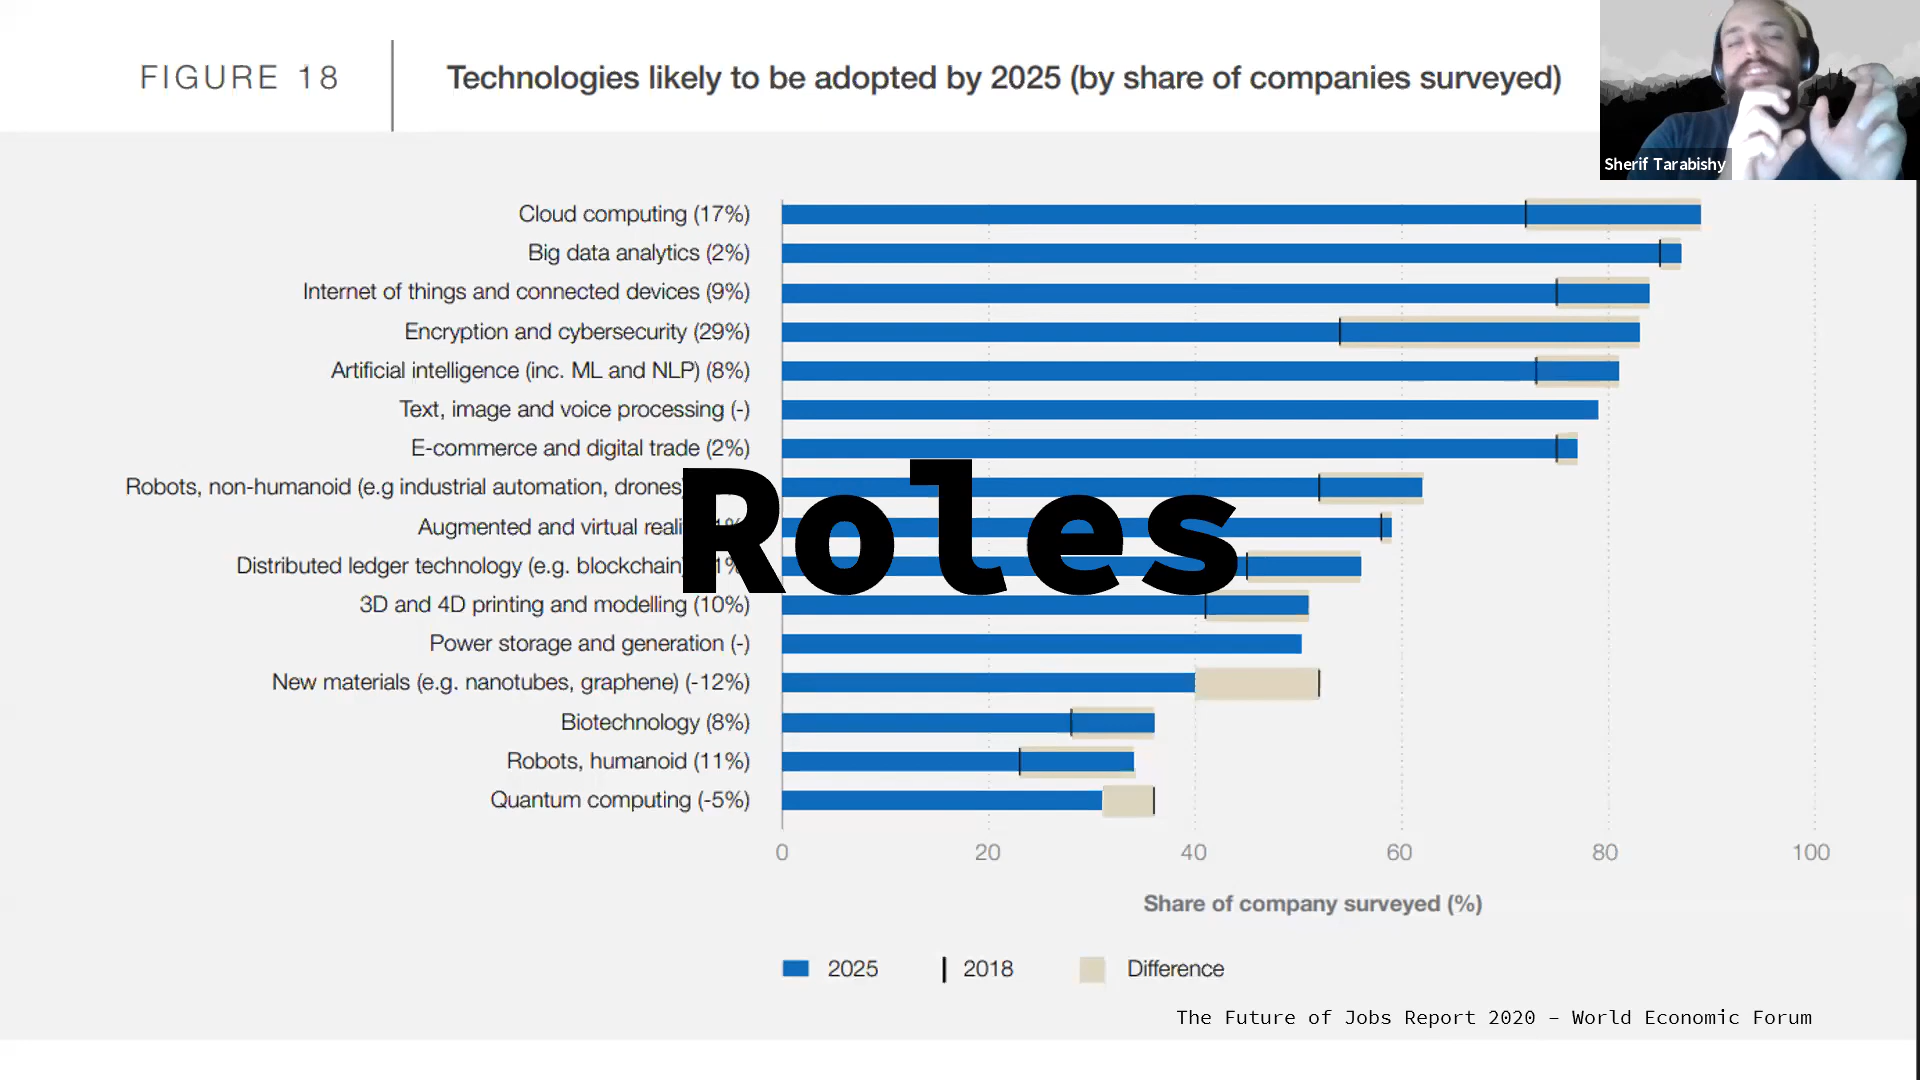 FIGURE 18
Technologies likely to be adopted by 2025 (by share of companies surveyed)
Sherif Tarabishy
Cloud computing (17%)
Big data analytics (2%)
Internet of things and connected devices (9%)
Encryption and cybersecurity (29%)
Artificial intelligence (inc. ML and NLP) (8%)
Text, image and voice processing (-)
E-commerce and digital trade (2%)
Robots, non-humanoid (e.g industrial automation, drones)
Roles
Augmented and virtual
Distributed ledger technology (e.g. blockchain)
3D and 4D printing and modelling (10%)
Power storage and generation (-)
New materials (e.g. nanotubes, graphene) (-12%)
Biotechnology (8%)
Robots, humanoid (11%)
Quantum computing (-5%)
0 20 40 60 80 100
Share of company surveyed (%)
2025 2018 Difference
The Future of Jobs Report 2020 – World Economic Forum